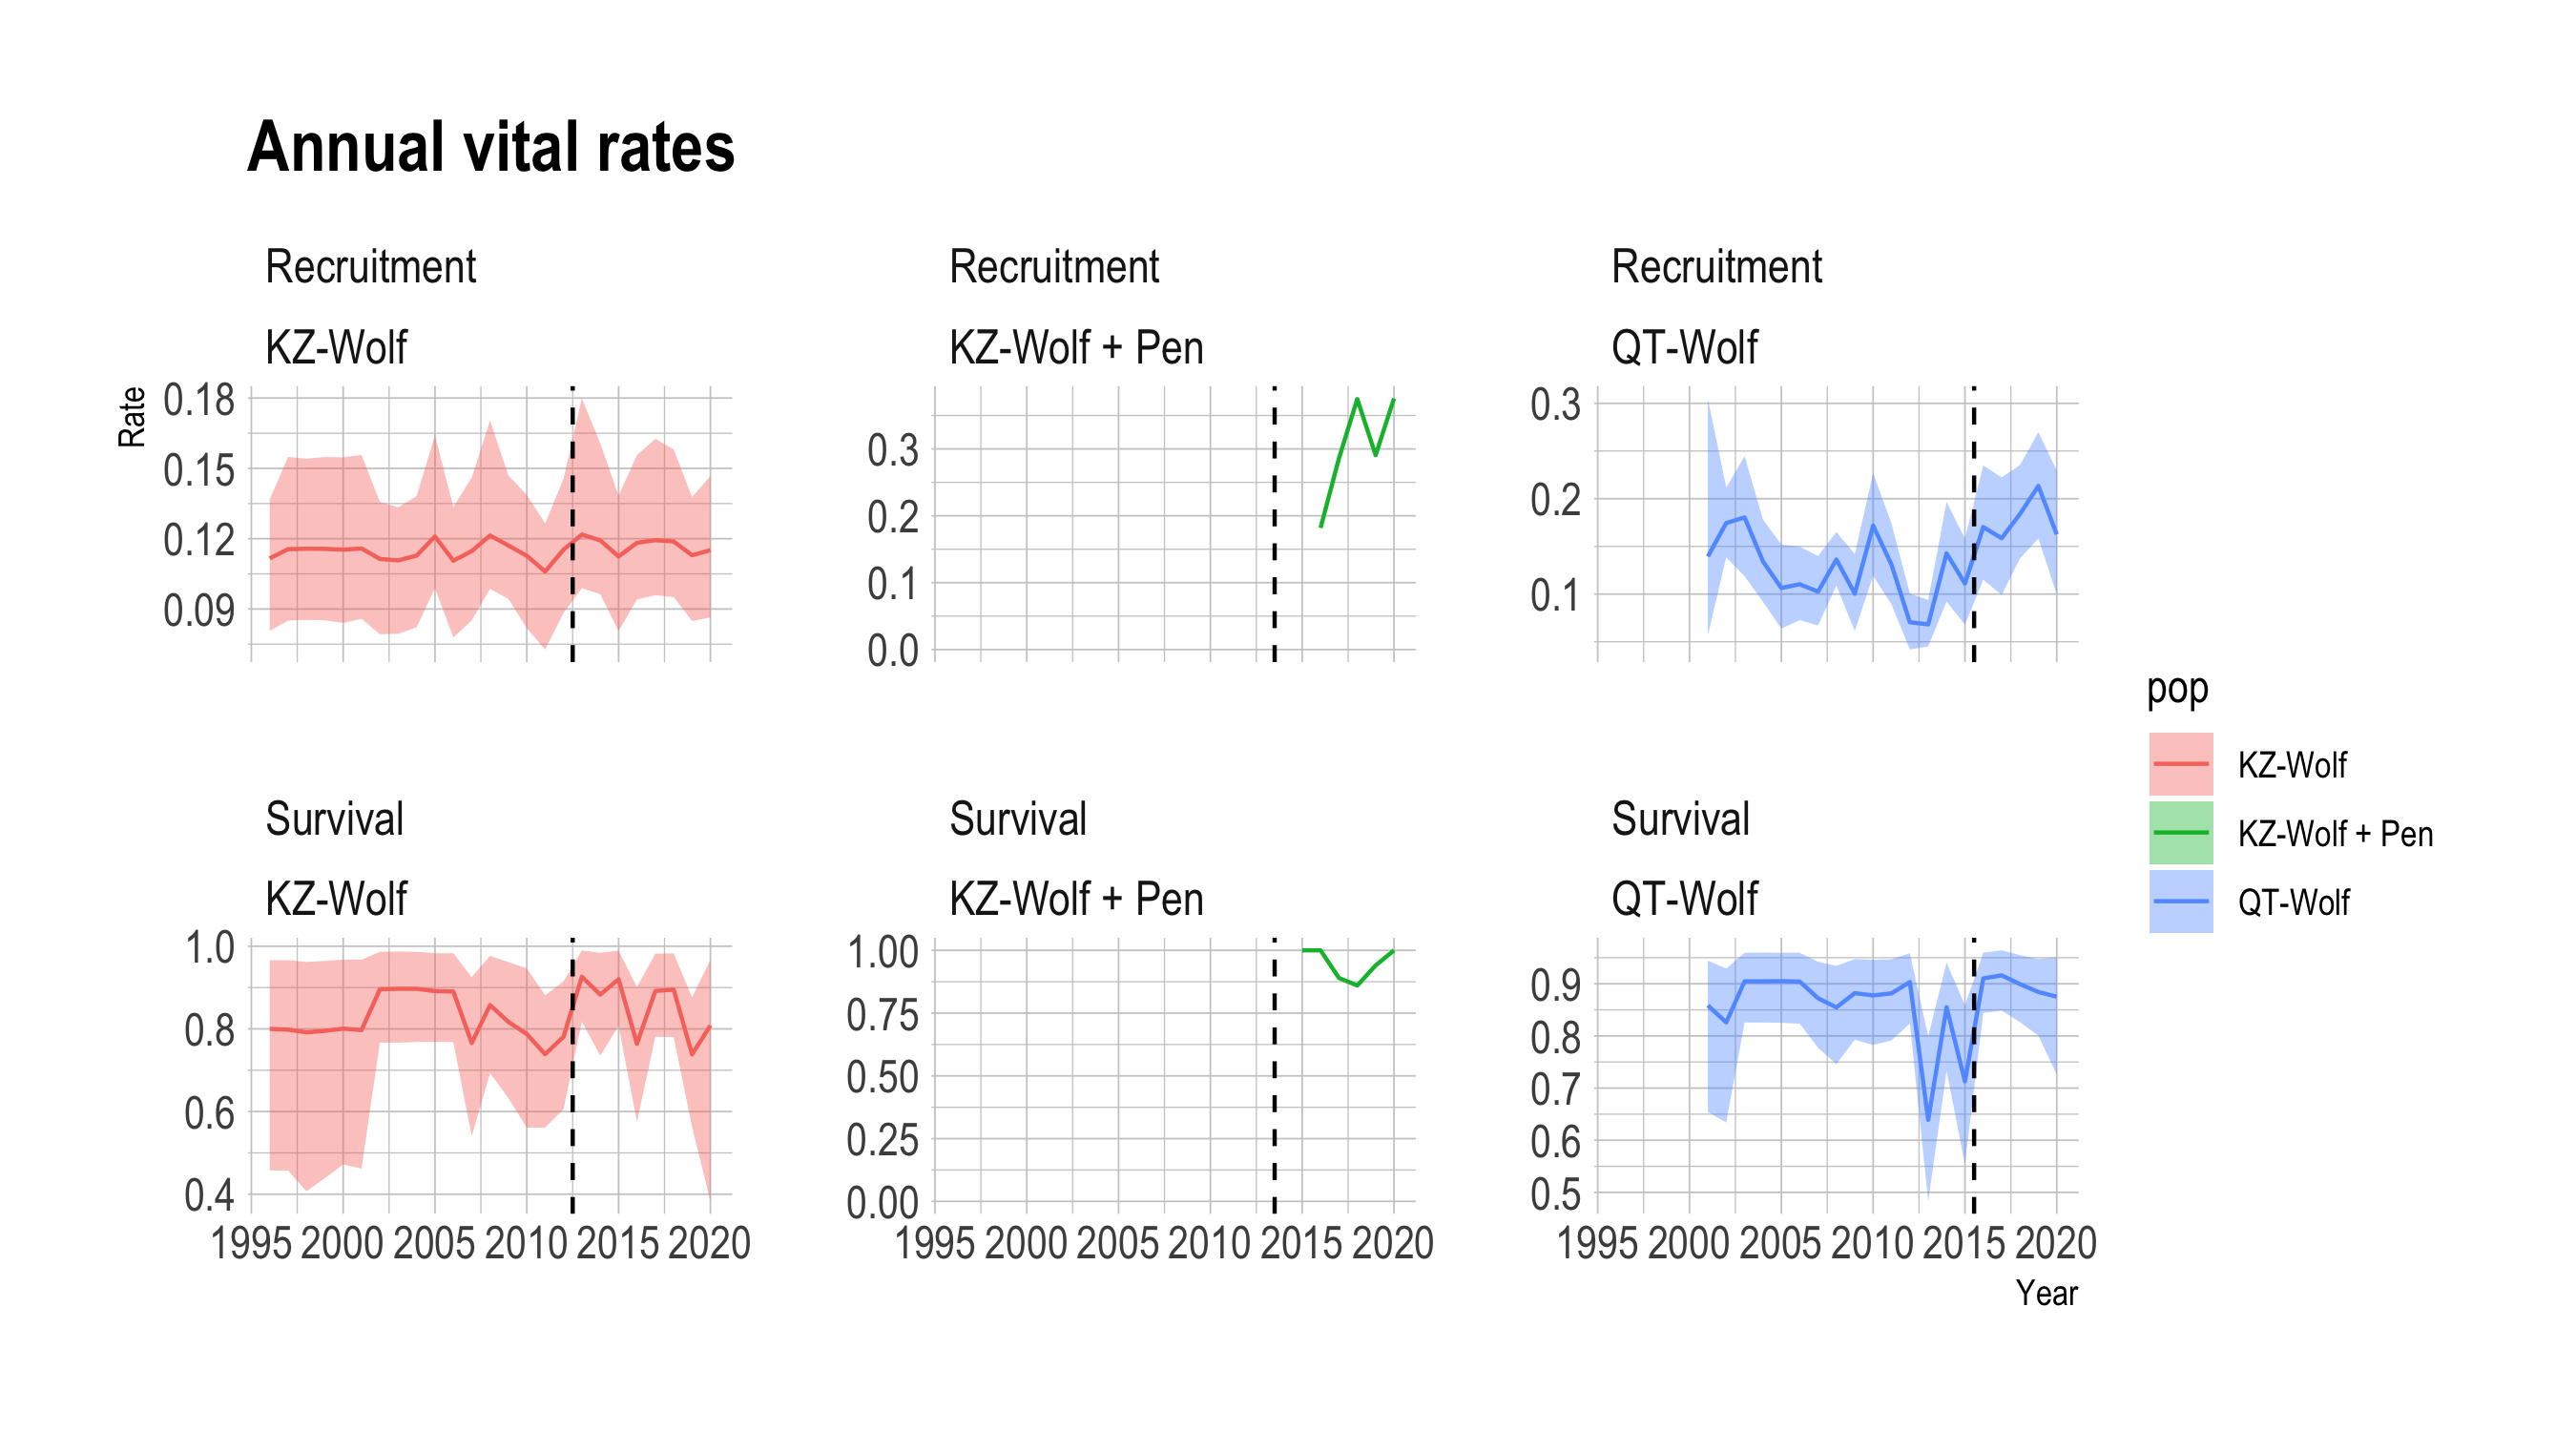 Annual vital rates
Recruitment
KZ-Wolf
Recruitment
KZ-Wolf + Pen
Recruitment
QT-Wolf
Rate
0.18
0.15
0.12
0.09
0.3
0.2
0.1
0.0
0.3
0.2
0.1
Survival
KZ-Wolf
Survival
KZ-Wolf + Pen
Survival
QT-Wolf
1.0
0.8
0.6
0.4
1.00
0.75
0.50
0.25
0.00
0.9
0.8
0.7
0.6
0.5
1995 2000 2005 2010 2015 2020
1995 2000 2005 2010 2015 2020
1995 2000 2005 2010 2015 2020
Year
pop
KZ-Wolf
KZ-Wolf + Pen
QT-Wolf